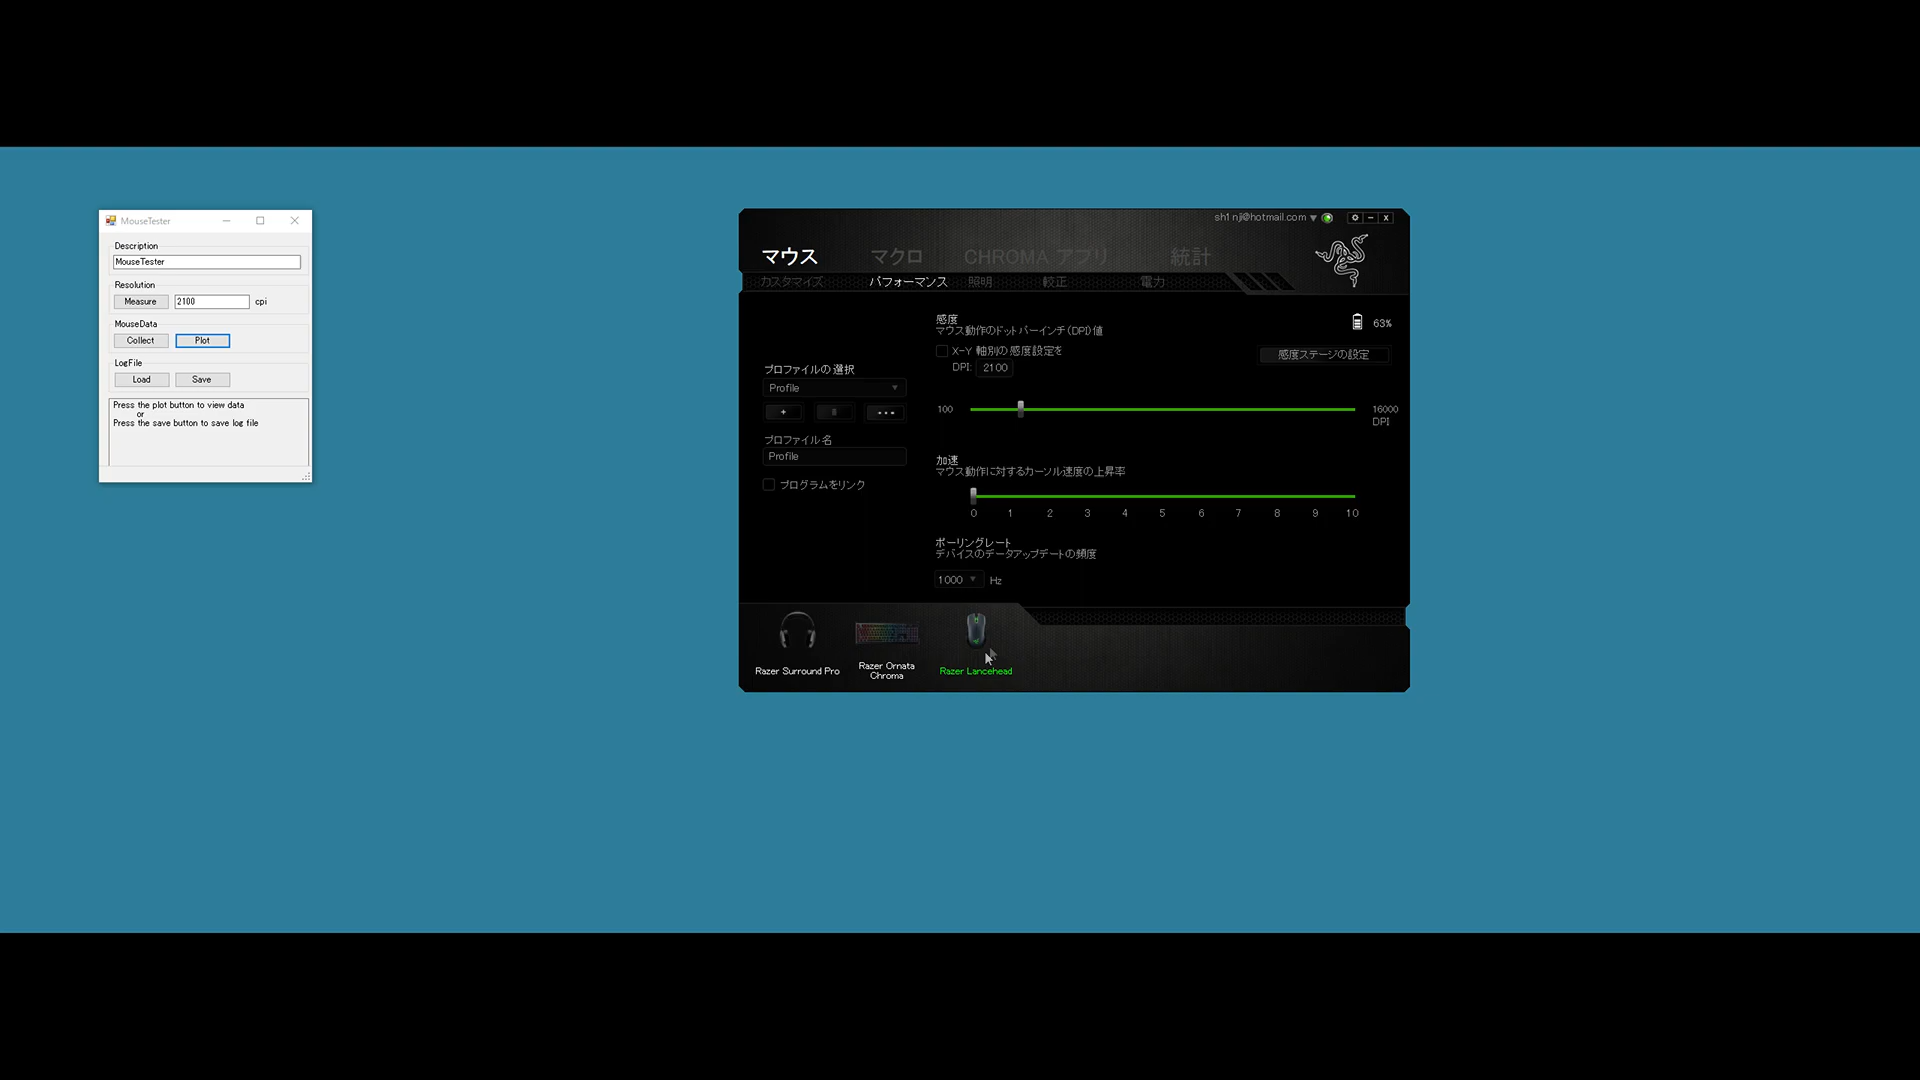 MouseTester
Description
MouseTester
Resolution
Measure
2100
cpi
MouseData
Collect
Plot
LogFile
Load
Save
Press the plot button to view data
or
Press the save button to save log file
sh1nji@hotmail.com
マウス
マクロ
CHROMA アプリ
統計
カスタマイズ
パフォーマンス
照明
較正
電力
プロファイルの選択
Profile
プロファイル名
Profile
プログラムをリンク
感度
マウス動作のドットパーインチ(DPI)値
X-Y 軸別の感度設定を
DPI: 2100
63%
感度ステージの設定
100
16000
DPI
加速
マウス動作に対するカーソル速度の上昇率
0 1 2 3 4 5 6 7 8 9 10
ポーリングレート
デバイスのデータアップデートの頻度
1000
Hz
Razer Surround Pro
Razer Ornata
Chroma
Razer Lancehead